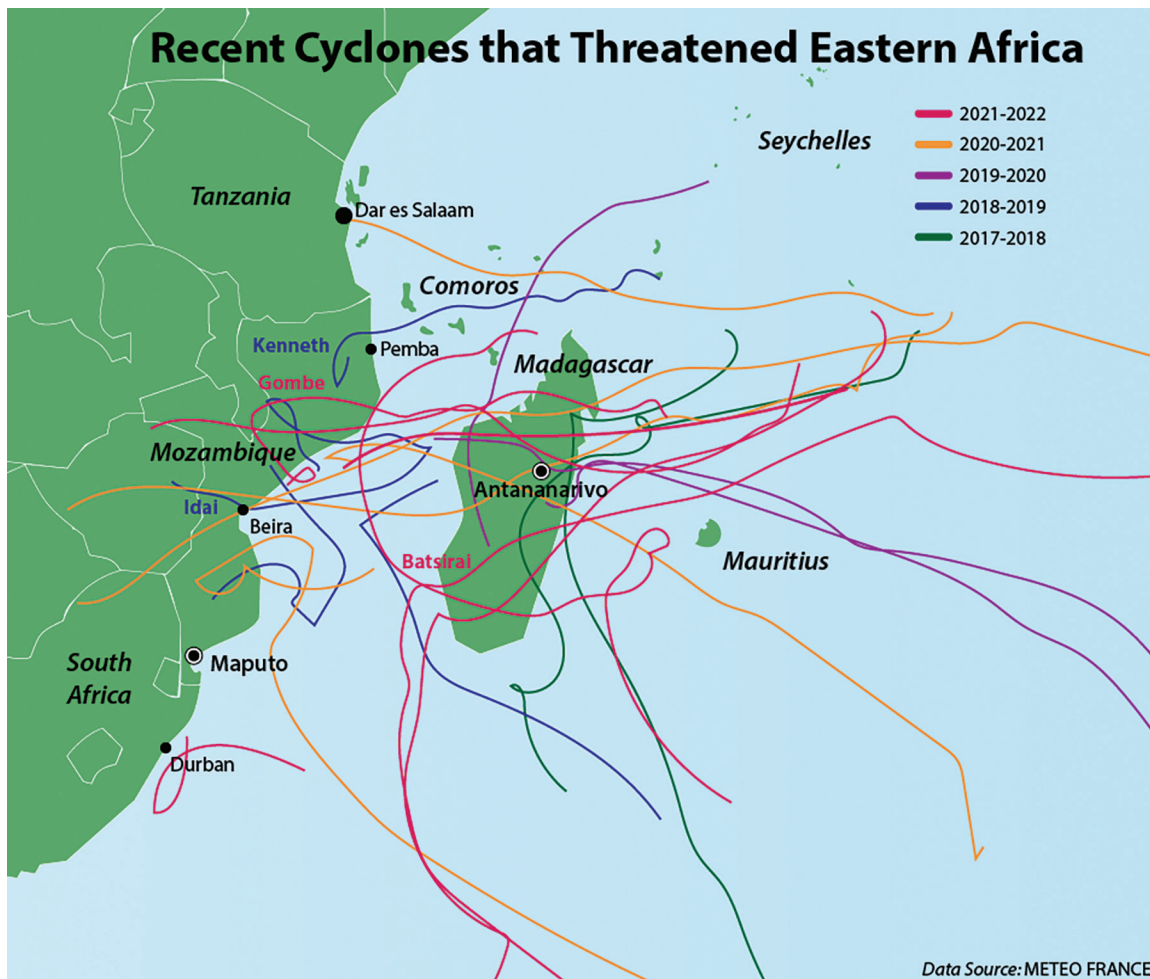 Recent Cyclones that Threatened Eastern Africa
2021-2022
2020-2021
2019-2020
2018-2019
2017-2018
Seychelles
Tanzania
Dar es Salaam
Comoros
Kenneth
Pemba
Madagascar
Gombe
Mozambique
Antananarivo
Idai
Beira
Batsirai
Mauritius
South
Africa
Maputo
Durban
Data Source: METEO FRANCE